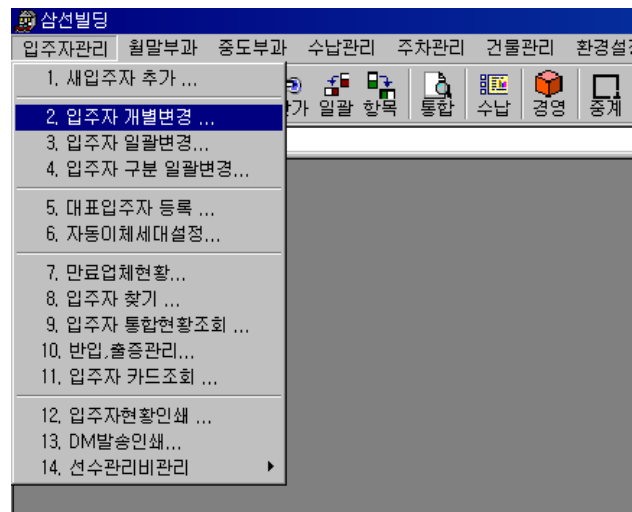 삼선빌딩
입주자관리 월말부과 중도부과 수납관리 주차관리 건물관리 환경설정
1. 새입주자 추가 ...
가 일괄 항목 통합 수납 경영 중계
2. 입주자 개별변경 ...
3. 입주자 일괄변경...
4. 입주자 구분 일괄변경...
5. 대표입주자 등록 ...
6. 자동이체세대설정...
7. 만료업체현황...
8. 입주자 찾기 ...
9. 입주자 통합현황조회 ...
10. 반입,출증관리...
11. 입주자 카드조회 ...
12. 입주자현황인쇄 ...
13. DM발송인쇄...
14. 선수관리비관리